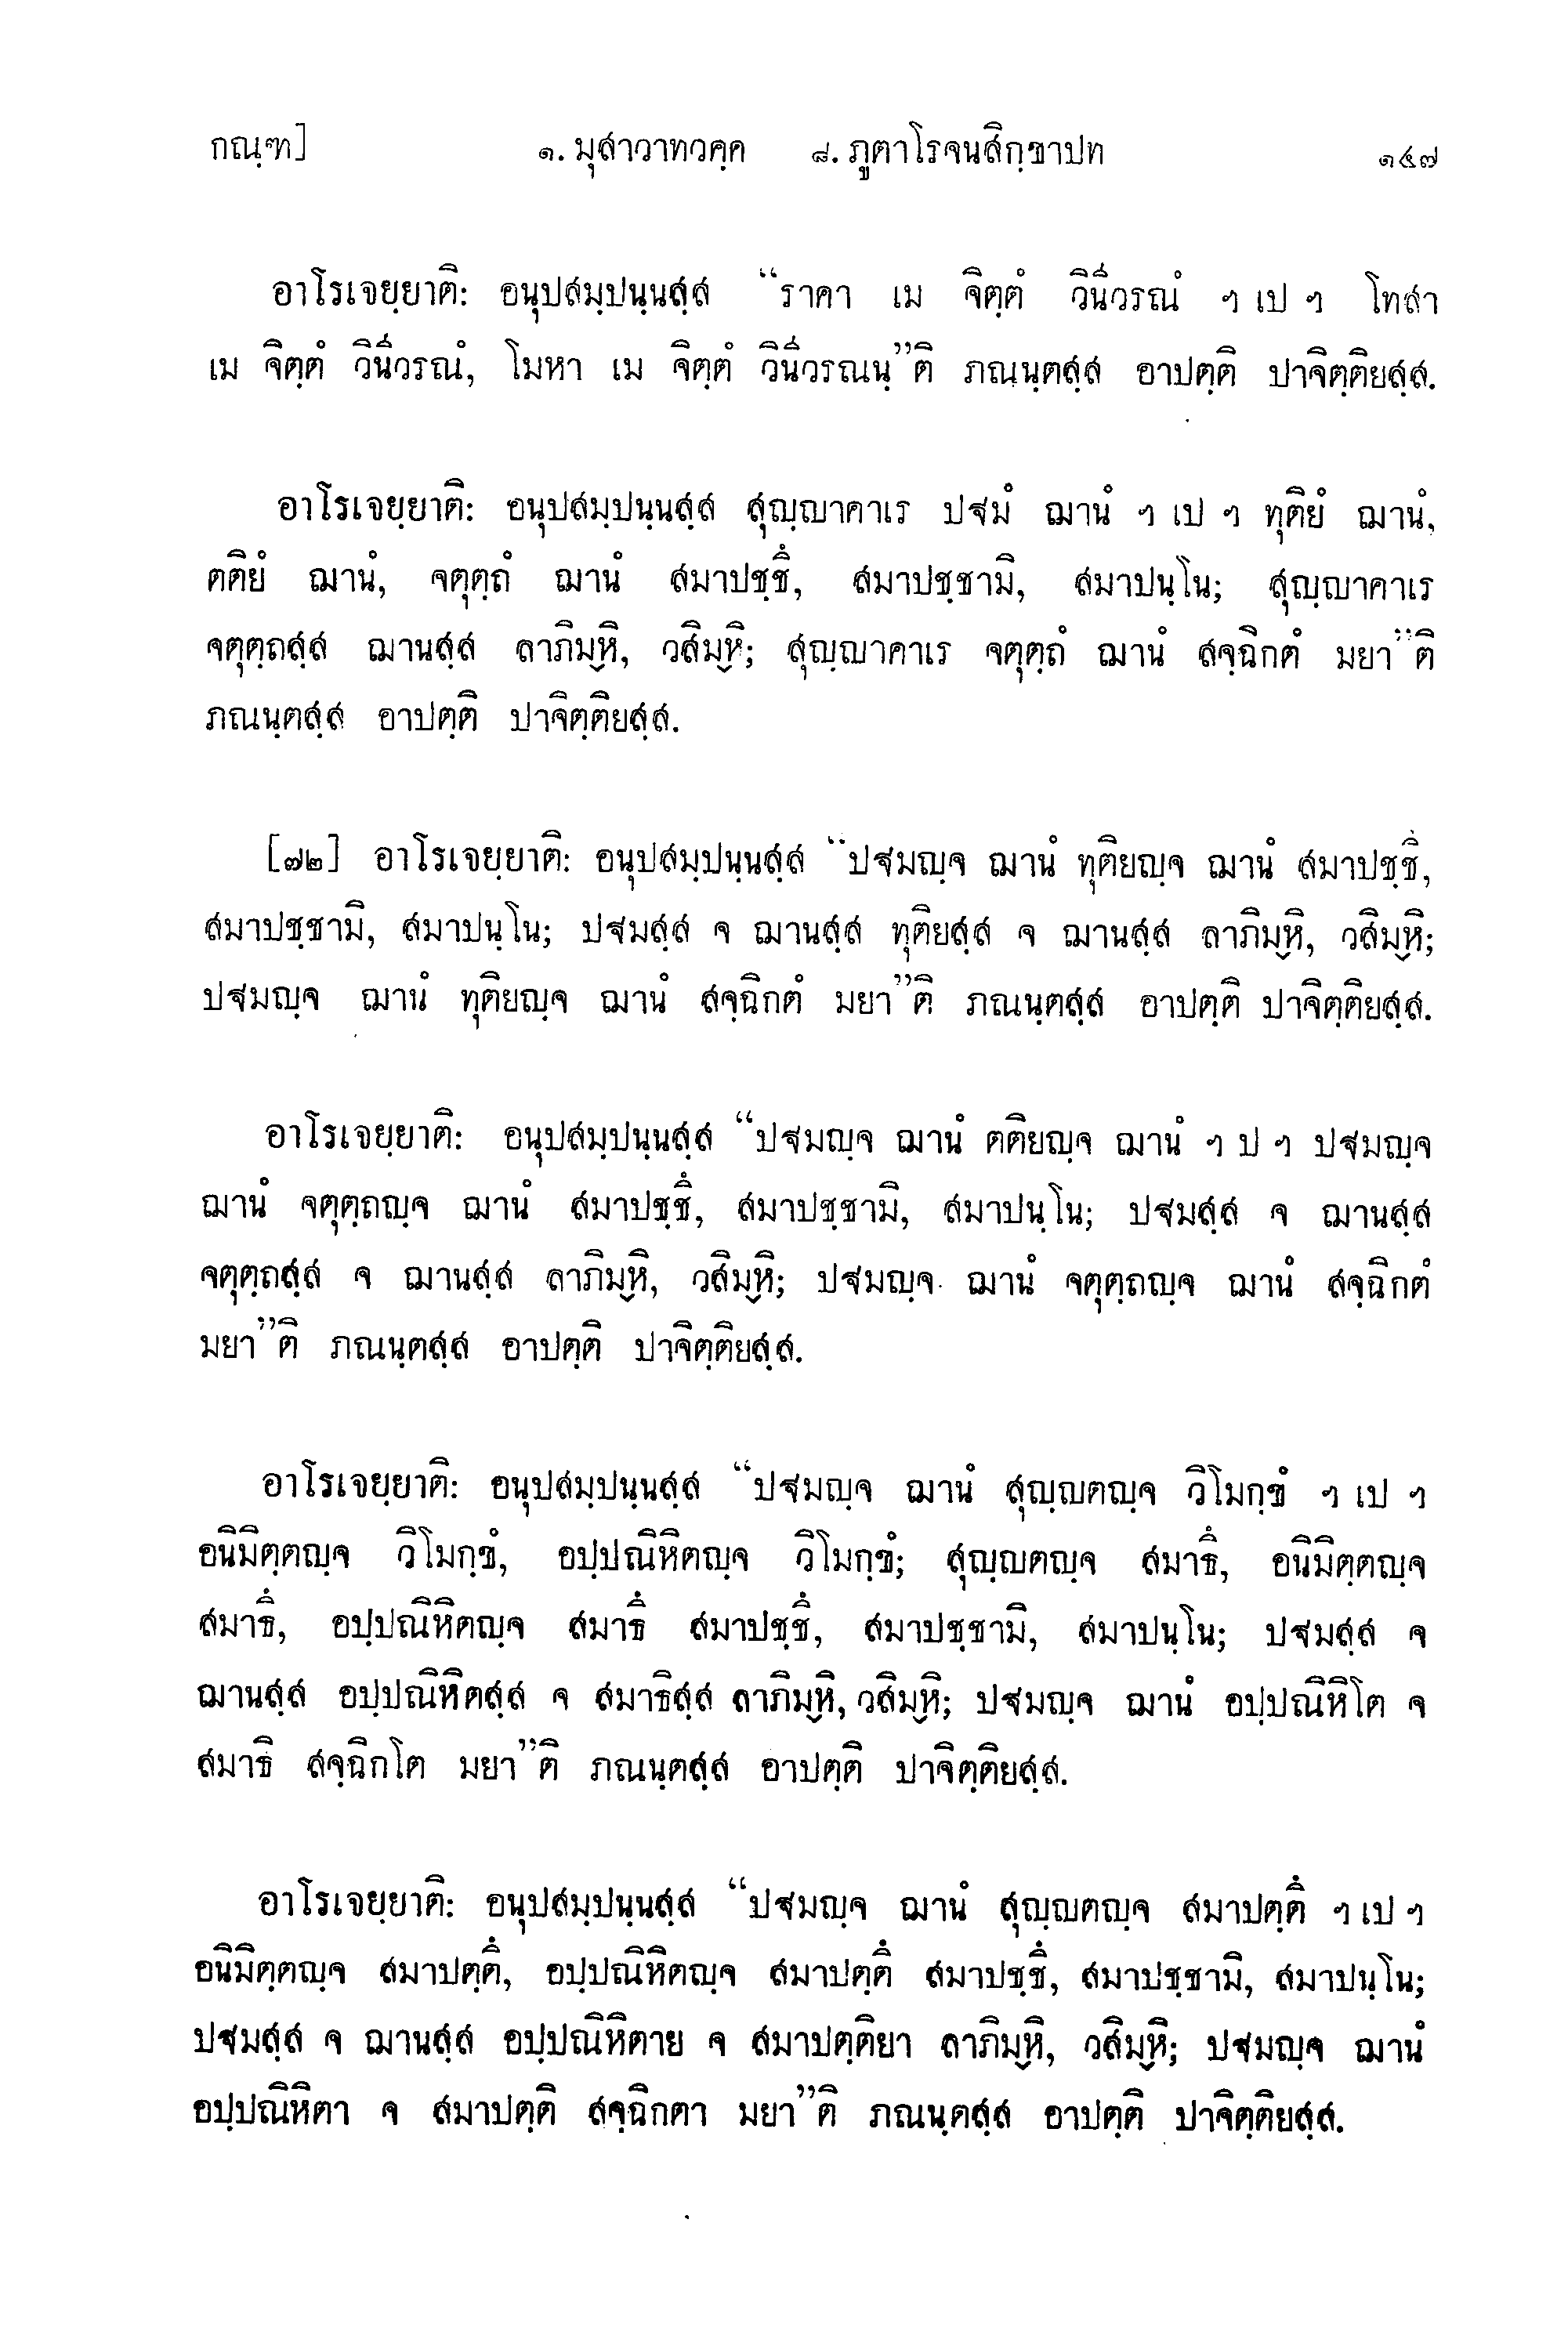 กณฺฑ] ๑. มุสาวาทวคฺค ๘. ภูตาโรจนสิกฺขาปท ๑๕๗
อาโรเจยฺยาติ: อนุปสมฺปนฺนสฺส “ราคา เม จิตฺตํ วินีวรณํ ฯ เป ฯ โทสา
เม จิตฺตํ วินีวรณํ, โมหา เม จิตฺตํ วินีวรณนฺ”ติ ภณนฺตสฺส อาปตฺติ ปาจิตฺติยสฺส.
อาโรเจยฺยาติ: อนุปสมฺปนฺนสฺส สุญฺญาคาเร ปฐมํ ฌานํ ฯ เป ฯ ทุติยํ ฌานํ,
ตติยํ ฌานํ, จตุตฺถํ ฌานํ สมาปชฺชึ, สมาปชฺชามิ, สมาปนฺโน; สุญฺญาคาเร
จตุตฺถสฺส ฌานสฺส ลาภิมฺหิ, วสิมฺหิ; สุญฺญาคาเร จตุตฺถํ ฌานํ สจฺฉิกตํ มยา”ติ
ภณนฺตสฺส อาปตฺติ ปาจิตฺติยสฺส.
[๗๒] อาโรเจยฺยาติ: อนุปสมฺปนฺนสฺส “ปฐมญฺจ ฌานํ ทุติยญฺจ ฌานํ สมาปชฺชึ,
สมาปชฺชามิ, สมาปนฺโน; ปฐมสฺส จ ฌานสฺส ทุติยสฺส จ ฌานสฺส ลาภิมฺหิ, วสิมฺหิ;
ปฐมญฺจ ฌานํ ทุติยญฺจ ฌานํ สจฺฉิกตํ มยา”ติ ภณนฺตสฺส อาปตฺติ ปาจิตฺติยสฺส.
อาโรเจยฺยาติ: อนุปสมฺปนฺนสฺส “ปฐมญฺจ ฌานํ ตติยญฺจ ฌานํ ฯ ป ฯ ปฐมญฺจ
ฌานํ จตุตฺถญฺจ ฌานํ สมาปชฺชึ, สมาปชฺชามิ, สมาปนฺโน; ปฐมสฺส จ ฌานสฺส
จตุตฺถสฺส จ ฌานสฺส ลาภิมฺหิ, วสิมฺหิ; ปฐมญฺจ ฌานํ จตุตฺถญฺจ ฌานํ สจฺฉิกตํ
มยา”ติ ภณนฺตสฺส อาปตฺติ ปาจิตฺติยสฺส.
อาโรเจยฺยาติ: อนุปสมฺปนฺนสฺส “ปฐมญฺจ ฌานํ สุญฺญตญฺจ วิโมกฺขํ ฯ เป ฯ
อนิมิตฺตญฺจ วิโมกฺขํ, อปฺปณิหิตญฺจ วิโมกฺขํ; สุญฺญตญฺจ สมาธึ, อนิมิตฺตญฺจ
สมาธึ, อปฺปณิหิตญฺจ สมาธึ สมาปชฺชึ, สมาปชฺชามิ, สมาปนฺโน; ปฐมสฺส จ
ฌานสฺส อปฺปณิหิตสฺส จ สมาธิสฺส ลาภิมฺหิ, วสิมฺหิ; ปฐมญฺจ ฌานํ อปฺปณิหิโต จ
สมาธิ สจฺฉิกโต มยา”ติ ภณนฺตสฺส อาปตฺติ ปาจิตฺติยสฺส.
อาโรเจยฺยาติ: อนุปสมฺปนฺนสฺส “ปฐมญฺจ ฌานํ สุญฺญตญฺจ สมาปตฺตึ ฯ เป ฯ
อนิมิตฺตญฺจ สมาปตฺตึ, อปฺปณิหิตญฺจ สมาปตฺตึ สมาปชฺชึ, สมาปชฺชามิ, สมาปนฺโน;
ปฐมสฺส จ ฌานสฺส อปฺปณิหิตาย จ สมาปตฺติยา ลาภิมฺหิ, วสิมฺหิ; ปฐมญฺจ ฌานํ
อปฺปณิหิตา จ สมาปตฺติ สจฺฉิกตา มยา”ติ ภณนฺตสฺส อาปตฺติ ปาจิตฺติยสฺส.